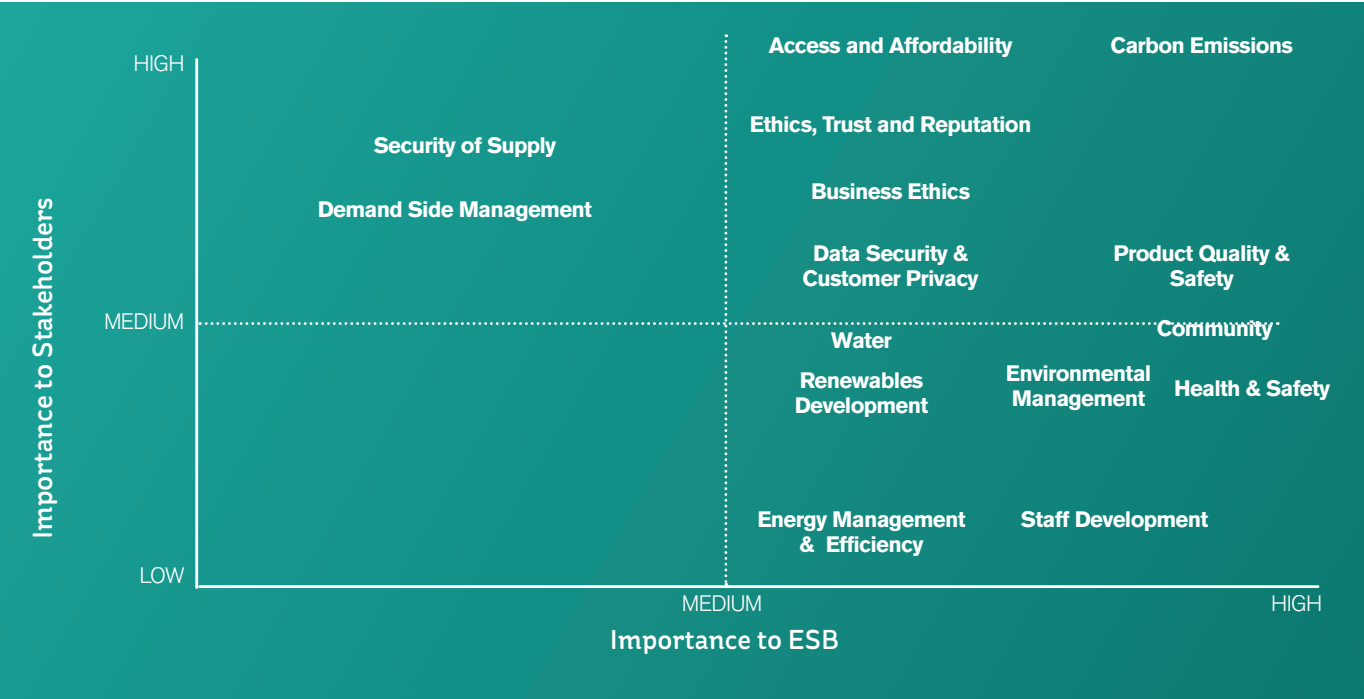 Access and Affordability
Carbon Emissions
HIGH
Ethics, Trust and Reputation
Security of Supply
Business Ethics
Demand Side Management
Data Security &
Customer Privacy
Product Quality &
Safety
Importance to Stakeholders
MEDIUM
Community
Water
Renewables
Development
Environmental
Management
Health & Safety
Energy Management
& Efficiency
Staff Development
LOW
MEDIUM
HIGH
Importance to ESB